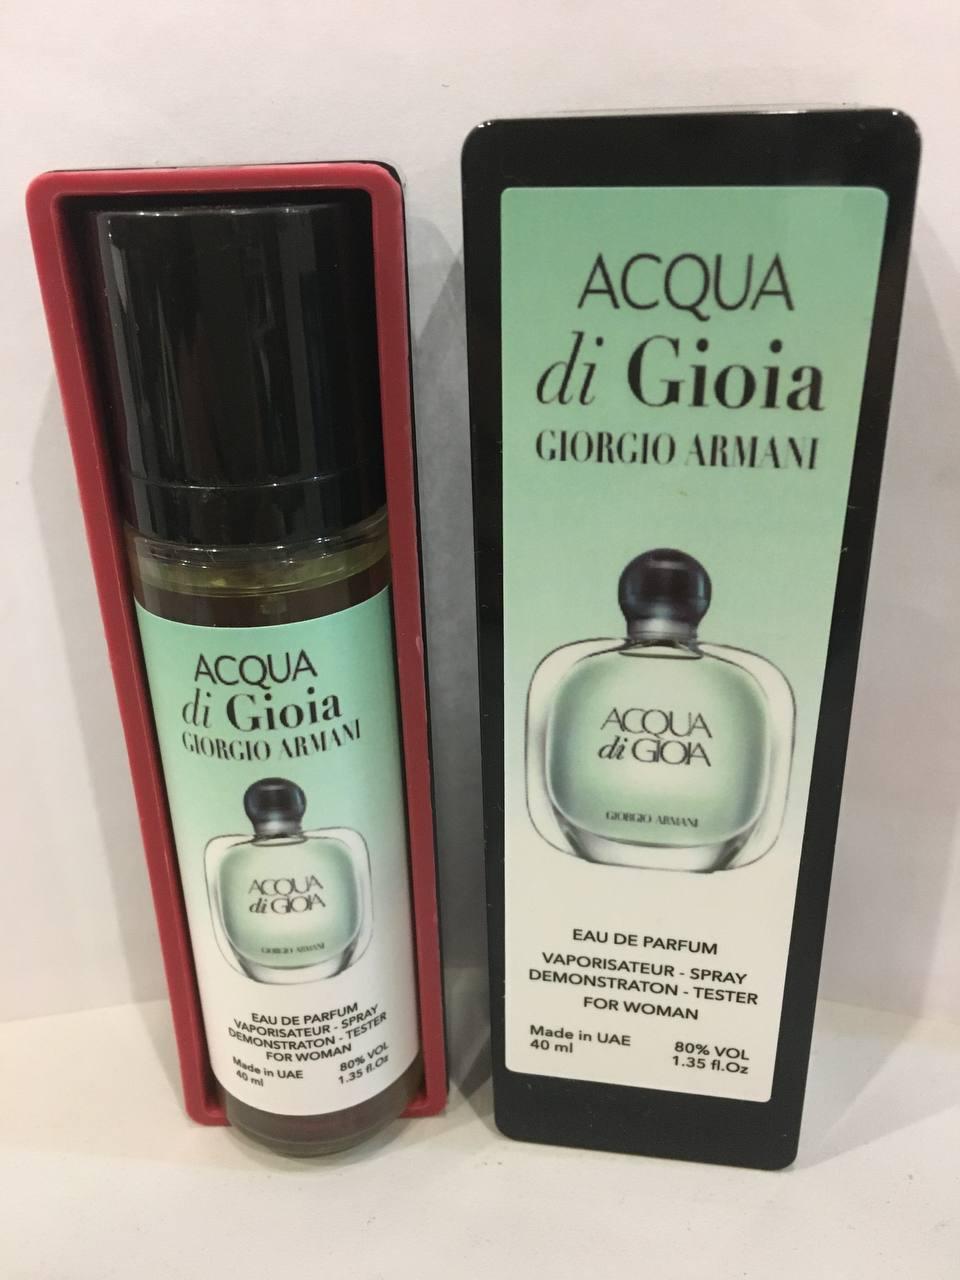 ACQUA
di Gioia
GIORGIO ARMANI
ACQUA
di GIOIA
GIORGIO ARMANI
EAU DE PARFUM
VAPORISATEUR - SPRAY
DEMONSTRATON - TESTER
FOR WOMAN
Made in UAE 80% VOL
40 ml 1.35 fl.Oz
ACQUA
di Gioia
GIORGIO ARMANI
ACQUA
di GIOIA
GIORGIO ARMANI
EAU DE PARFUM
VAPORISATEUR - SPRAY
DEMONSTRATON - TESTER
FOR WOMAN
Made in UAE 80% VOL
40 ml 1.35 fl.Oz